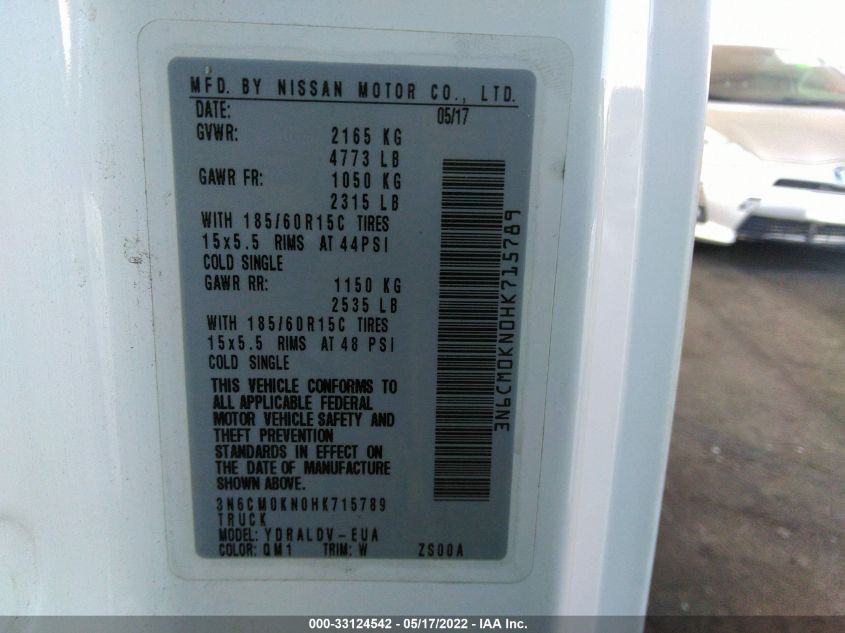 MFD. BY NISSAN MOTOR CO., LTD.
DATE: 05/17
GVWR: 2165 KG
4773 LB
GAWR FR: 1050 KG
2315 LB
WITH 185/60R15C TIRES
15x5.5 RIMS AT 44PSI
COLD SINGLE
GAWR RR: 1150 KG
2535 LB
WITH 185/60R15C TIRES
15x5.5 RIMS AT 48 PSI
COLD SINGLE
THIS VEHICLE CONFORMS TO
ALL APPLICABLE FEDERAL
MOTOR VEHICLE SAFETY AND
THEFT PREVENTION
STANDARDS IN EFFECT ON
THE DATE OF MANUFACTURE
SHOWN ABOVE.
3N6CM0KN0HK715789
TRUCK
MODEL: YDRALDV-EUA
COLOR: QM1 TRIM: W ZS00A
3N6CM0KN0HK715789
000-33124542 - 05/17/2022 - IAA Inc.